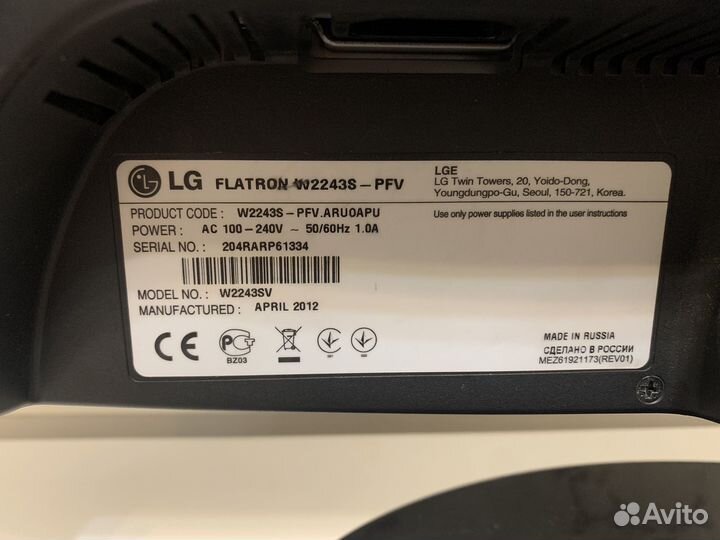 LG FLATRON W2243S-PFV
LGE
LG Twin Towers, 20, Yoido-Dong,
Youngdungpo-Gu, Seoul, 150-721, Korea.
PRODUCT CODE : W2243S-PFV.ARUOAPU
Use only power supplies listed in the user instructions
POWER : AC 100-240V ~ 50/60Hz 1.0A
SERIAL NO. : 204RARP61334
MODEL NO. : W2243SV
MANUFACTURED : APRIL 2012
CE
BZ03
MADE IN RUSSIA
СДЕЛАНО В РОССИИ
MEZ61921173(REV01)
Avito